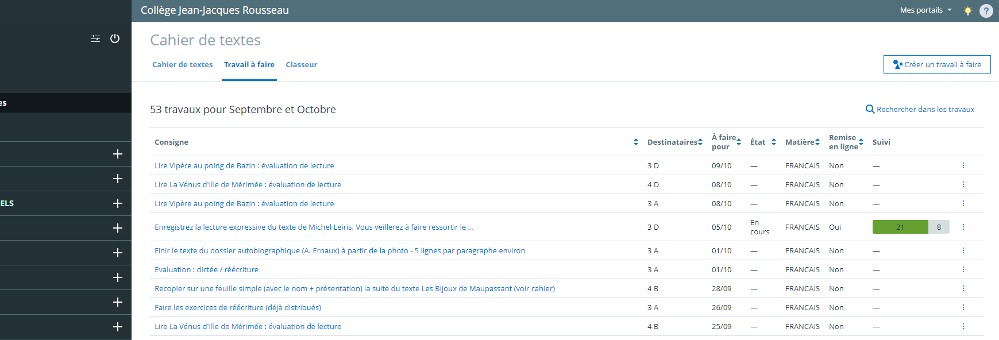 Collège Jean-Jacques Rousseau
Mes portails
?
Cahier de textes
Cahier de textes Travail à faire Classeur
Créer un travail à faire
es
ELS
53 travaux pour Septembre et Octobre
Rechercher dans les travaux
Consigne Destinataires À faire pour État Matière Remise en ligne Suivi
Lire Vipère au poing de Bazin : évaluation de lecture 3 D 09/10 — FRANCAIS Non —
Lire La Vénus d'Ille de Mérimée : évaluation de lecture 4 D 08/10 — FRANCAIS Non —
Lire Vipère au poing de Bazin : évaluation de lecture 3 A 08/10 — FRANCAIS Non —
Enregistrez la lecture expressive du texte de Michel Leiris. Vous veillerez à faire ressortir le ... 3 D 05/10 En cours FRANCAIS Oui 21 8
Finir le texte du dossier autobiographique (A. Ernaux) à partir de la photo - 5 lignes par paragraphe environ 3 A 01/10 — FRANCAIS Non —
Evaluation : dictée / réécriture 3 A 01/10 — FRANCAIS Non —
Recopier sur une feuille simple (avec le nom + présentation) la suite du texte Les Bijoux de Maupassant (voir cahier) 4 B 28/09 — FRANCAIS Non —
Faire les exercices de réécriture (déjà distribués) 3 A 26/09 — FRANCAIS Non —
Lire La Vénus d'Ille de Mérimée : évaluation de lecture 4 B 25/09 — FRANCAIS Non —